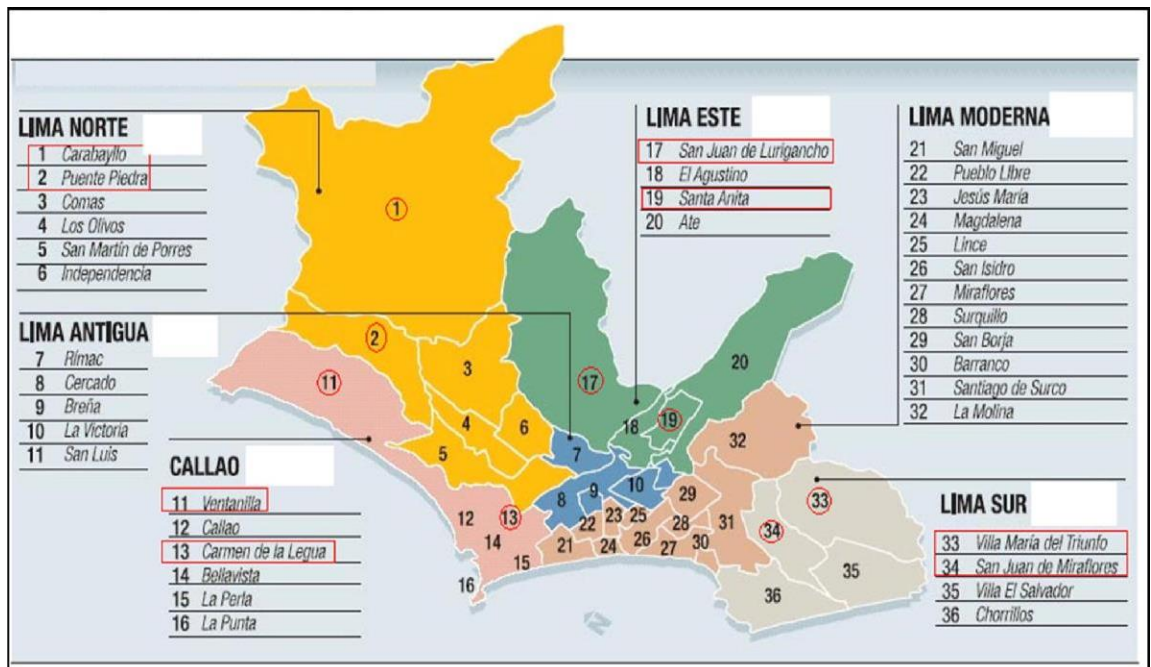 LIMA NORTE
1 Carabayllo
2 Puente Piedra
3 Comas
4 Los Olivos
5 San Martín de Porres
6 Independencia
LIMA ANTIGUA
7 Rímac
8 Cercado
9 Breña
10 La Victoria
11 San Luis
CALLAO
11 Ventanilla
12 Callao
13 Carmen de la Legua
14 Bellavista
15 La Perla
16 La Punta
LIMA ESTE
17 San Juan de Lurigancho
18 El Agustino
19 Santa Anita
20 Ate
LIMA MODERNA
21 San Miguel
22 Pueblo LIbre
23 Jesús María
24 Magdalena
25 Lince
26 San Isidro
27 Miraflores
28 Surquillo
29 San Borja
30 Barranco
31 Santiago de Surco
32 La Molina
LIMA SUR
33 Villa María del Triunfo
34 San Juan de Miraflores
35 Villa El Salvador
36 Chorrillos
1
2
3
4
5
6
11
17
18
19
20
7
8
9
10
32
12
13
14
15
16
21
22
23
24
25
26
27
28
29
30
31
33
34
35
36
N